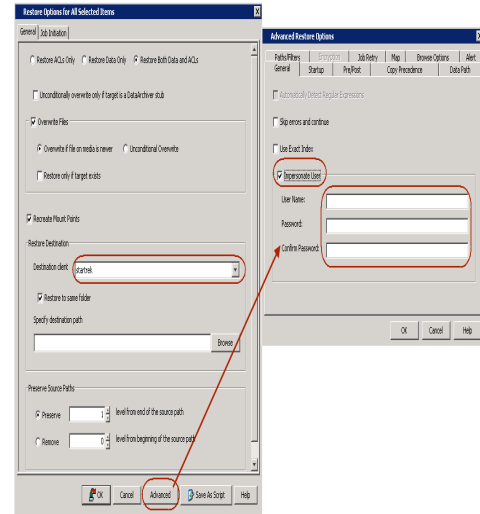 Restore Options for All Selected Items
General
Job Initiation
Restore ACLs Only
Restore Data Only
Restore Both Data and ACLs
Unconditionally overwrite only if target is a DataArchiver stub
Overwrite Files
Overwrite if file on media is newer
Unconditional Overwrite
Restore only if target exists
Recreate Mount Points
Restore Destination
Destination client
startrek
Restore to same folder
Specify destination path
Browse
Preserve Source Paths
Preserve
1
level from end of the source path
Remove
0
level from beginning of the source path
OK
Cancel
Advanced
Save As Script
Help
Advanced Restore Options
Paths/Filters
Encryption
Job Retry
Map
Browse Options
Alert
General
Startup
Pre/Post
Copy Precedence
Data Path
Automatically Detect Regular Expressions
Skip errors and continue
Use Exact Index
Impersonate User
User Name:
Password:
Confirm Password:
OK
Cancel
Help